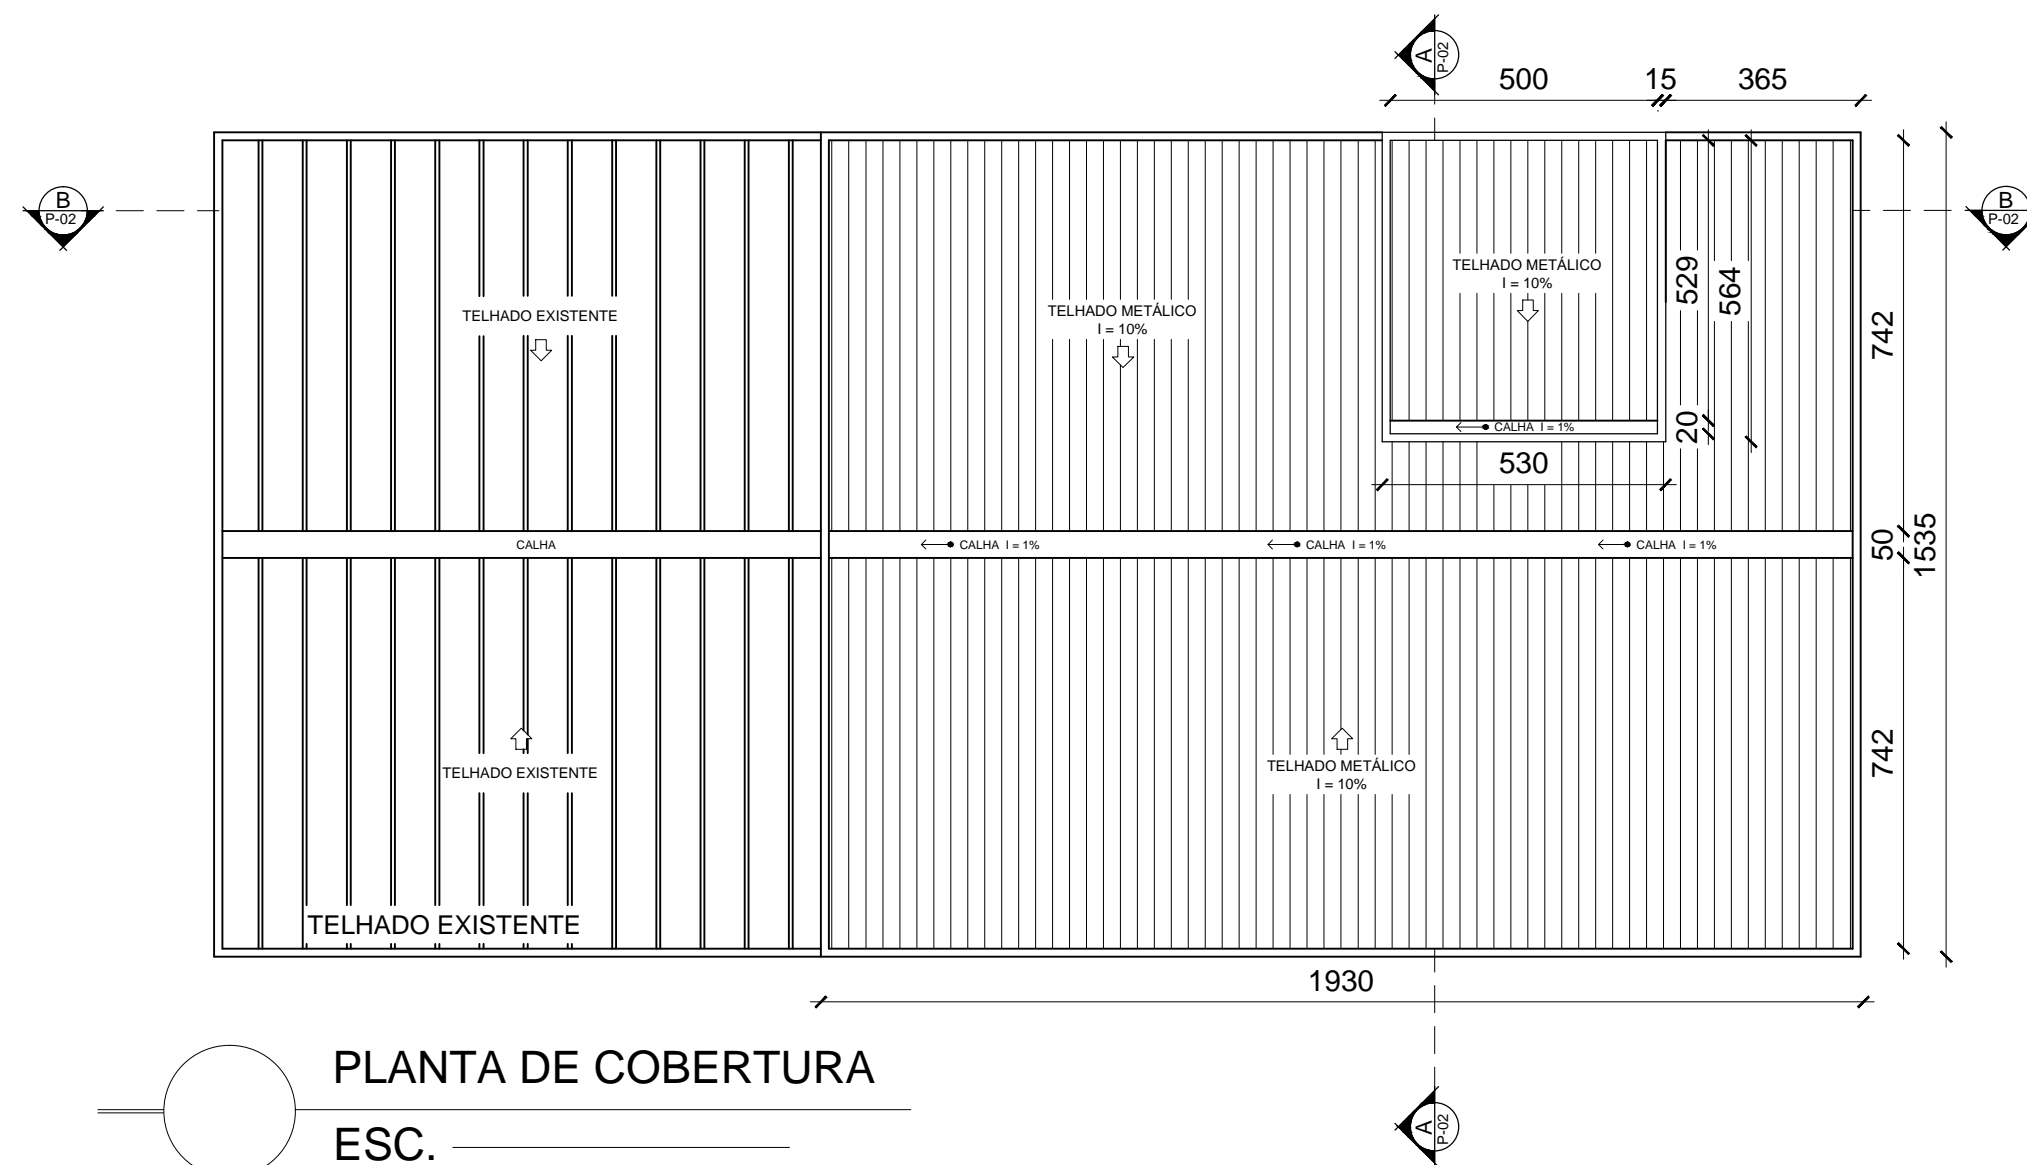 A
P-02
500
15
365
B
P-02
B
P-02
TELHADO METÁLICO
I = 10%
529
564
TELHADO EXISTENTE
TELHADO METÁLICO
I = 10%
742
20
CALHA I = 1%
530
CALHA
CALHA I = 1%
CALHA I = 1%
CALHA I = 1%
50
1535
TELHADO EXISTENTE
TELHADO METÁLICO
I = 10%
742
TELHADO EXISTENTE
1930
PLANTA DE COBERTURA
ESC.
A
P-02